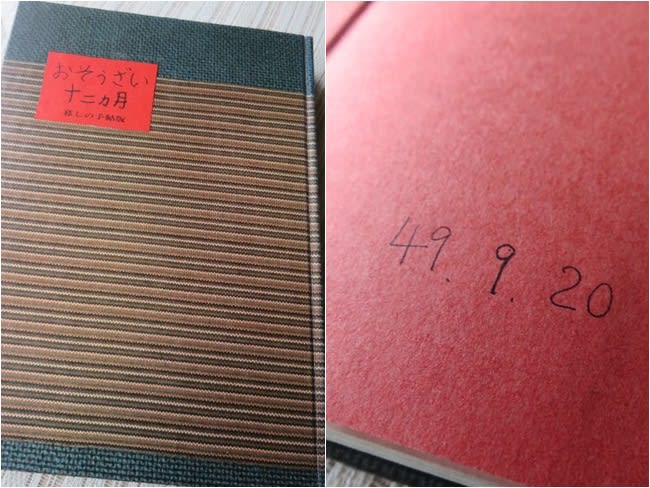 おそうざい
十二ヵ月
暮しの手帖版
49. 9. 20